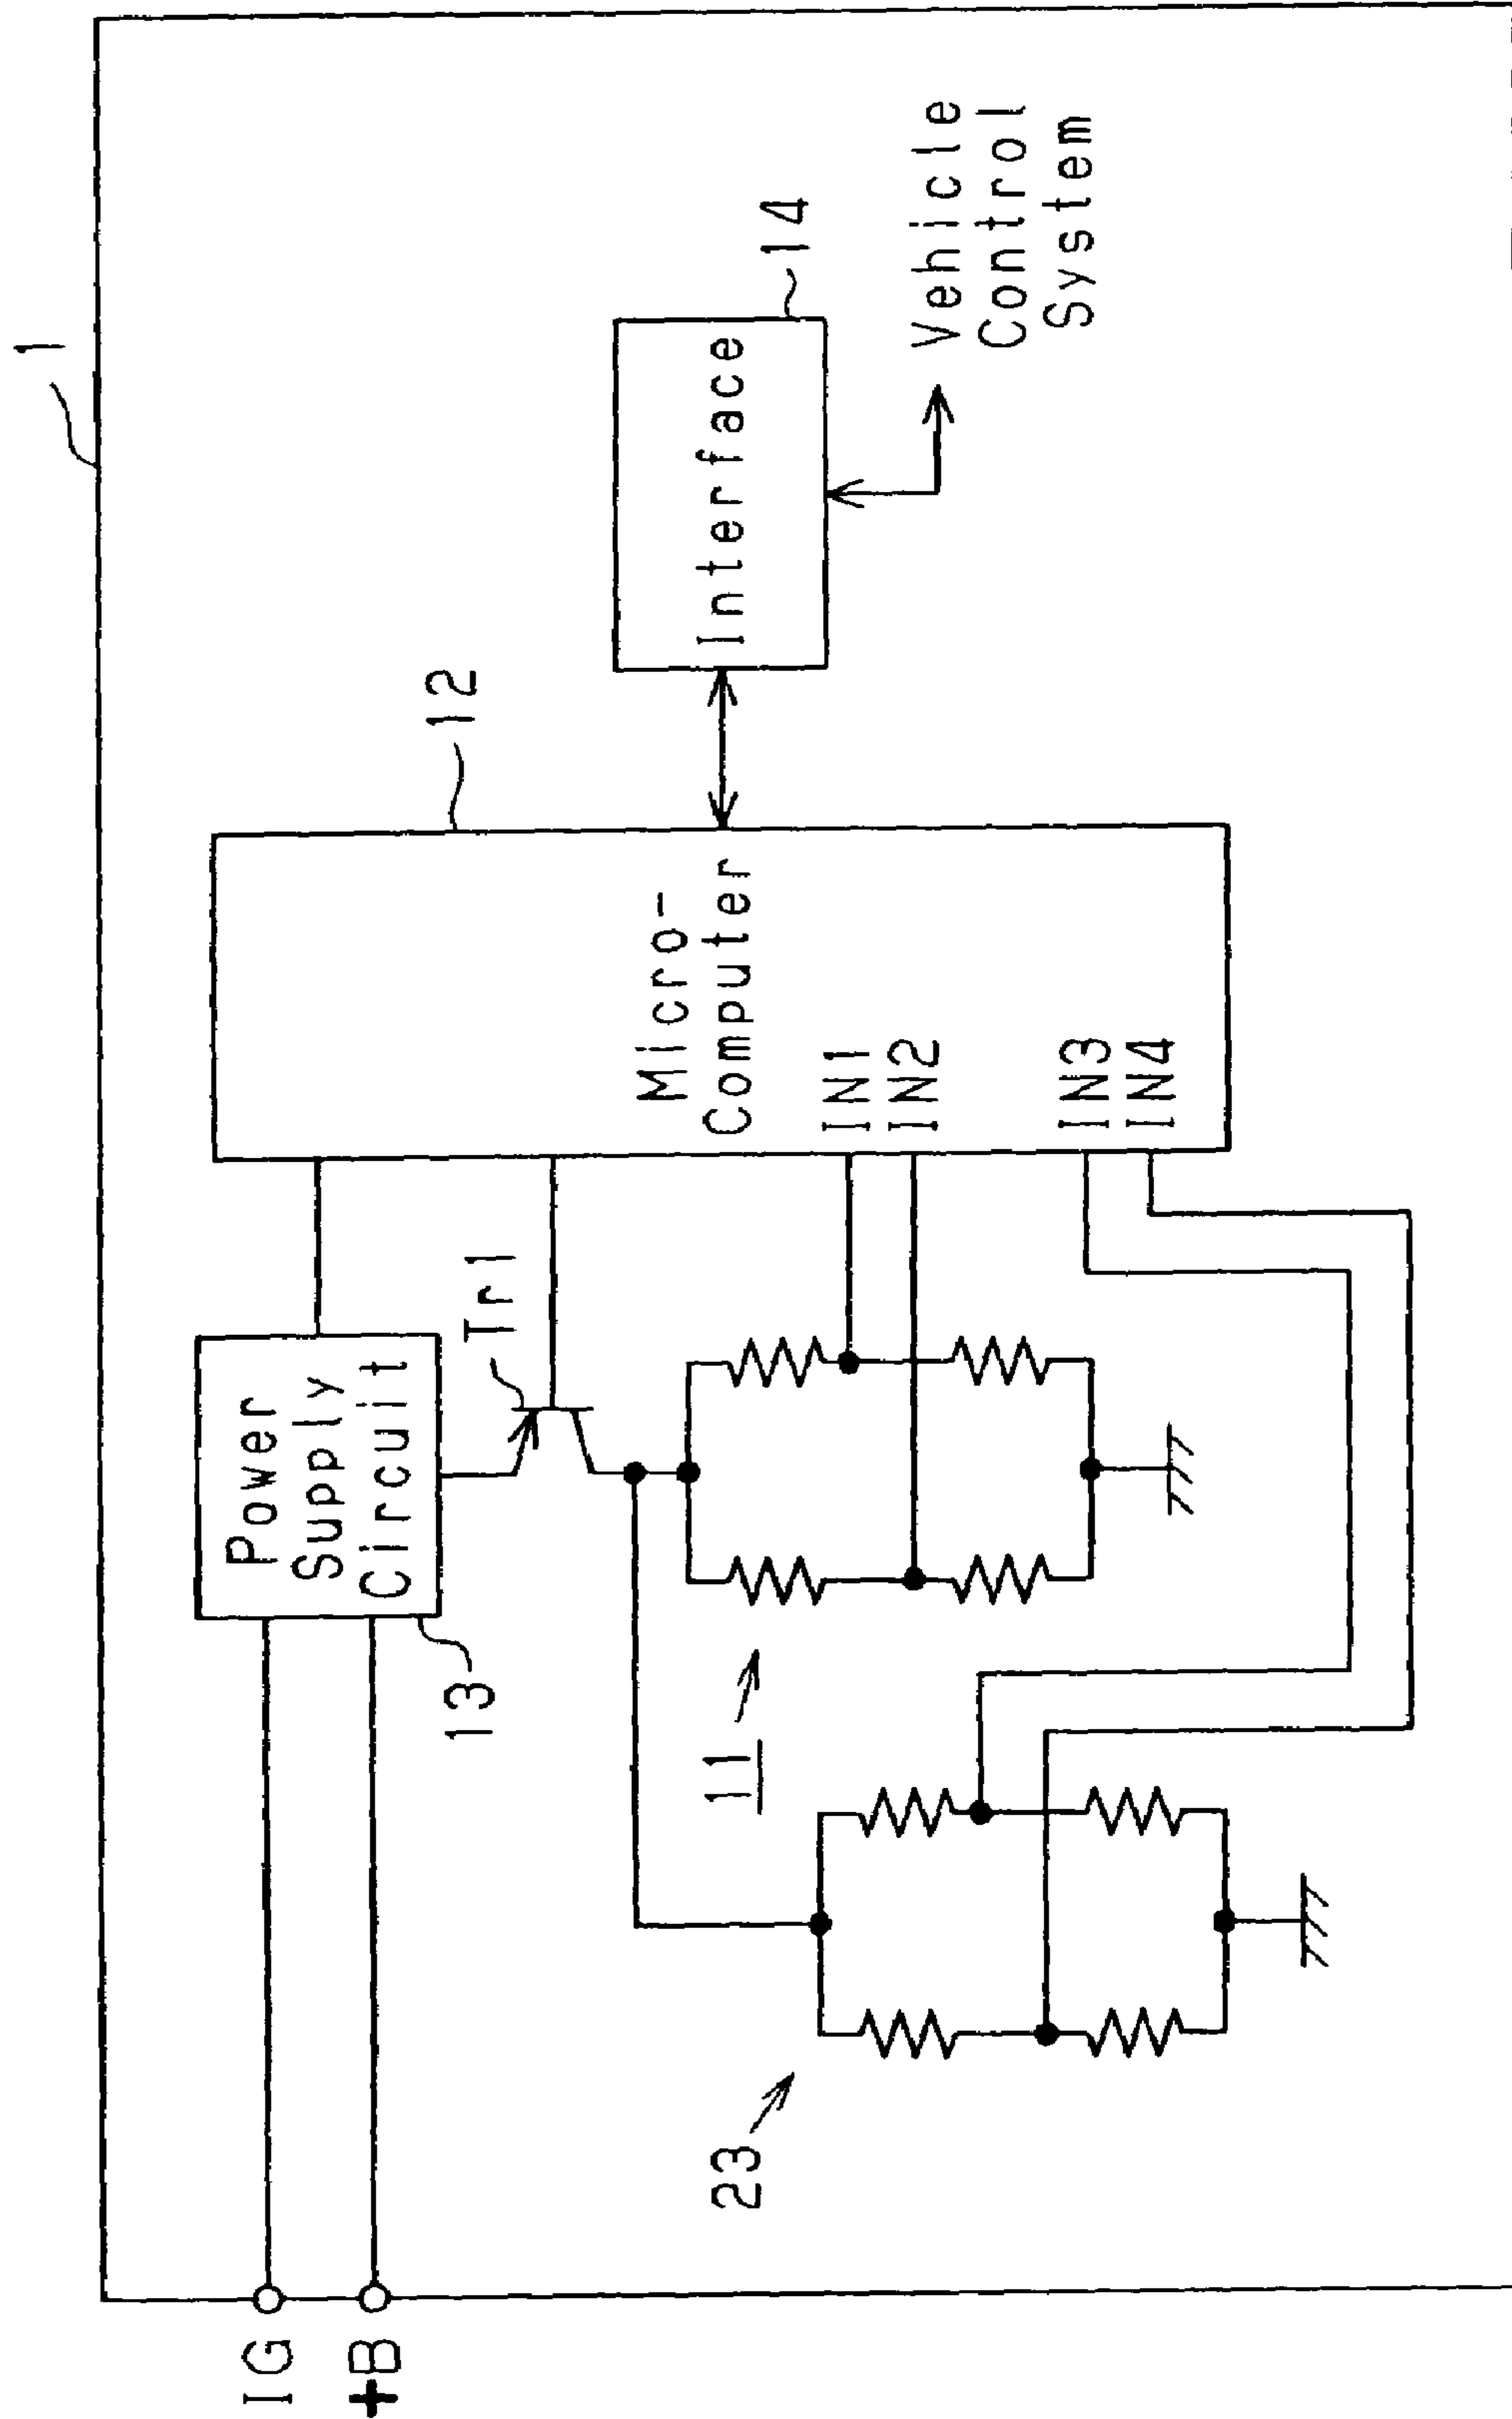 1
IG
+B
Power
Supply
Circuit
13
Tr1
12
Micro-
Computer
IN1
IN2
IN3
IN4
Interface
14
Vehicle
Control
System
11
23